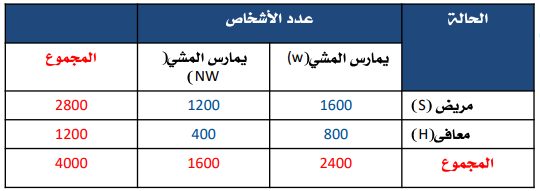 الحالة عدد الأشخاص
يمارس المشي(w) يمارس المشي( المجموع
NW)
مريض (S) 1600 1200 2800
معافى(H) 800 400 1200
المجموع 2400 1600 4000